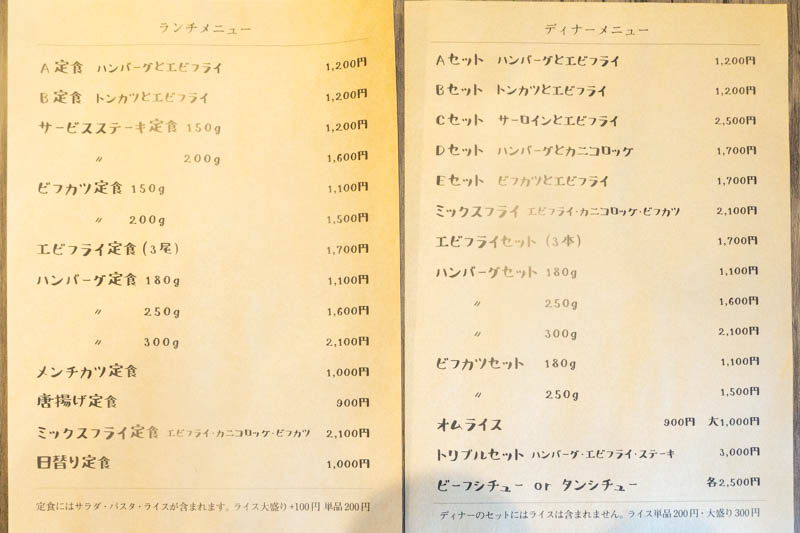 ランチメニュー
A定食 ハンバーグとエビフライ 1,200円
B定食 トンカツとエビフライ 1,200円
サービスステーキ定食 150g 1,200円
〃 200g 1,600円
ビフカツ定食 150g 1,100円
〃 200g 1,500円
エビフライ定食(3尾) 1,700円
ハンバーグ定食 180g 1,100円
〃 250g 1,600円
〃 300g 2,100円
メンチカツ定食 1,000円
唐揚げ定食 900円
ミックスフライ定食 エビフライ・カニコロッケ・ビフカツ 2,100円
日替り定食 1,000円
定食にはサラダ・パスタ・ライスが含まれます。ライス大盛り+100円 単品200円
ディナーメニュー
Aセット ハンバーグとエビフライ 1,200円
Bセット トンカツとエビフライ 1,200円
Cセット サーロインとエビフライ 2,500円
Dセット ハンバーグとカニコロッケ 1,700円
Eセット ビフカツとエビフライ 1,700円
ミックスフライ エビフライ・カニコロッケ・ビフカツ 2,100円
エビフライセット(3本) 1,700円
ハンバーグセット 180g 1,100円
〃 250g 1,600円
〃 300g 2,100円
ビフカツセット 180g 1,100円
〃 250g 1,500円
オムライス 900円 大1,000円
トリプルセット ハンバーグ・エビフライ・ステーキ 3,000円
ビーフシチュー or タンシチュー 各2,500円
ディナーのセットにはライスは含まれません。ライス単品200円・大盛り300円